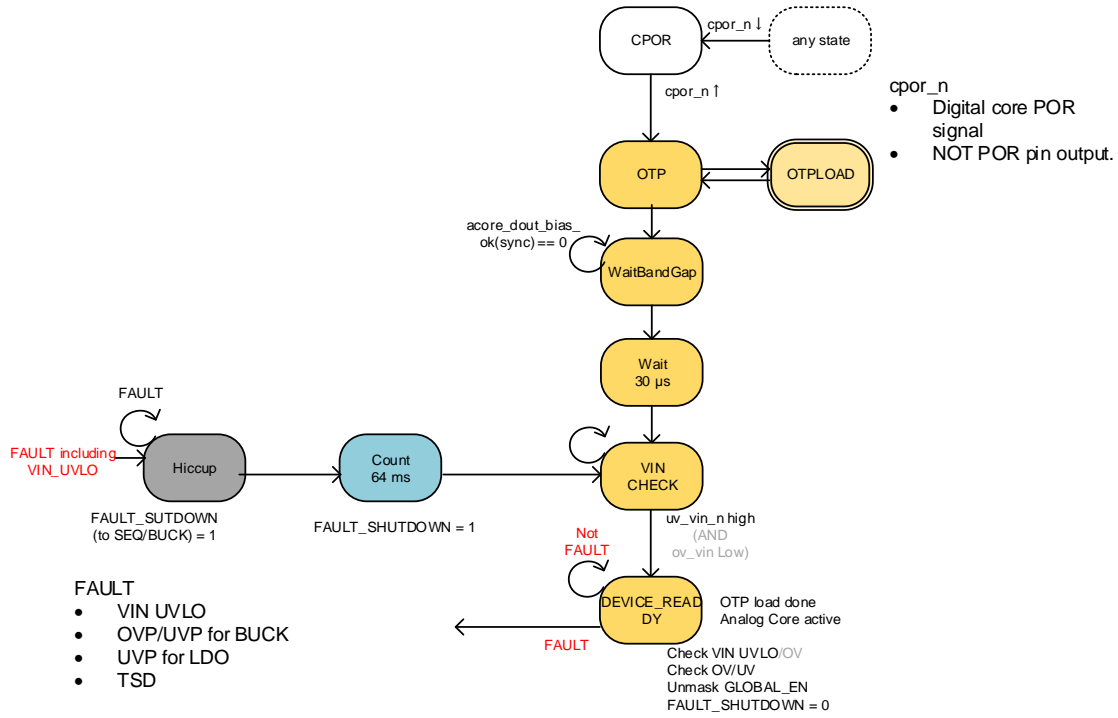 cpor_n↓
CPOR
any state
cpor_n↑
cpor_n
• Digital core POR
signal
• NOT POR pin output.
OTP
OTPLOAD
acore_dout_bias_
ok(sync) == 0
WaitBandGap
Wait
30 µs
FAULT
FAULT including
VIN_UVLO
Hiccup
Count
64 ms
VIN
CHECK
FAULT_SUTDOWN
(to SEQ/BUCK) = 1
FAULT_SHUTDOWN = 1
uv_vin_n high
(AND
ov_vin Low)
Not
FAULT
DEVICE_READ
DY
OTP load done
Analog Core active
FAULT
Check VIN UVLO/OV
Check OV/UV
Unmask GLOBAL_EN
FAULT_SHUTDOWN = 0
FAULT
• VIN UVLO
• OVP/UVP for BUCK
• UVP for LDO
• TSD